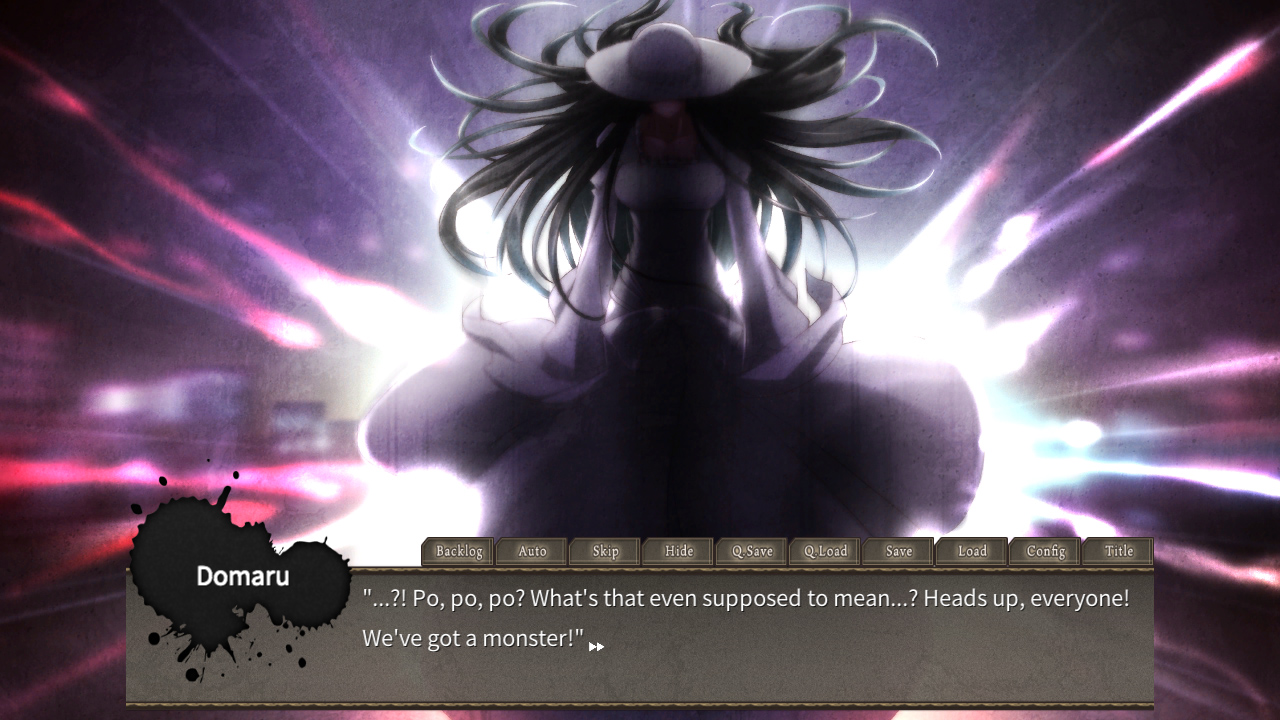 Backlog Auto Skip Hide Q.Save Q.Load Save Load Config Title
Domaru
"...?! Po, po, po? What's that even supposed to mean...? Heads up, everyone!
We've got a monster!"